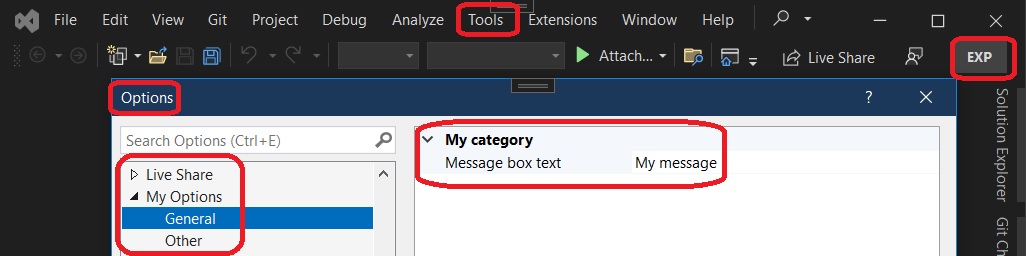 File Edit View Git Project Debug Analyze Tools Extensions Window Help
Attach... Live Share EXP
Options ? 
Search Options (Ctrl+E)
Live Share
My Options
General
Other
My category
Message box text My message
Solution Explorer
Git Ch